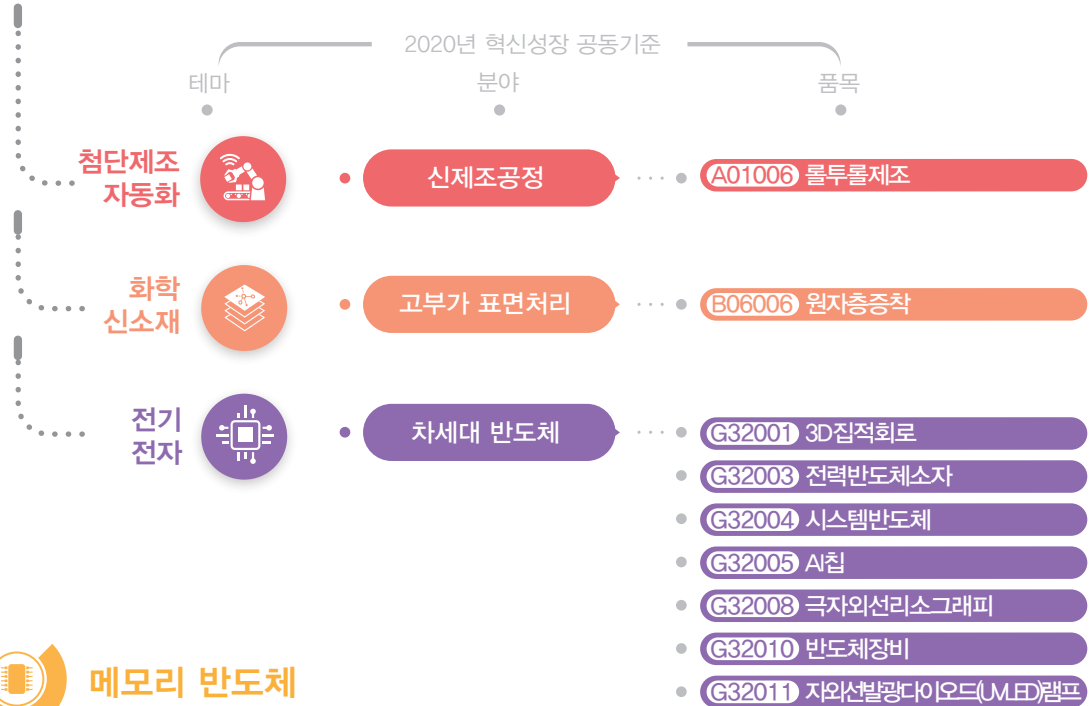 2020년 혁신성장 공동기준
테마
분야
품목
첨단제조
자동화
신제조공정
A01006 롤투롤제조
화학
신소재
고부가 표면처리
B06006 원자층증착
전기
전자
차세대 반도체
G32001 3D집적회로
G32003 전력반도체소자
G32004 시스템반도체
G32005 AI칩
G32008 극자외선리소그래피
G32010 반도체장비
G32011 자외선발광다이오드(UVLED)램프
메모리 반도체